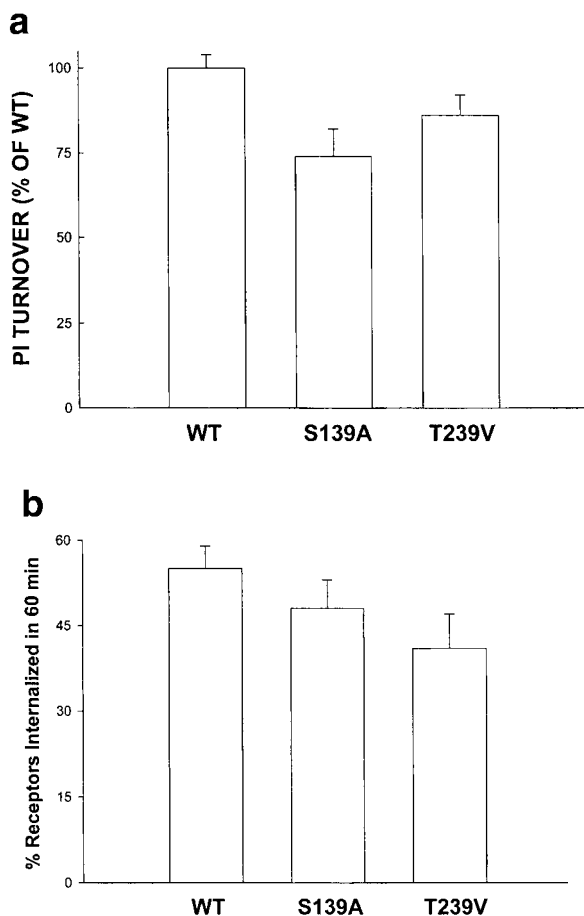 a
PI TURNOVER (% OF WT)
100
75
50
25
0
WT S139A T239V
b
% Receptors Internalized in 60 min
60
45
30
15
0
WT S139A T239V